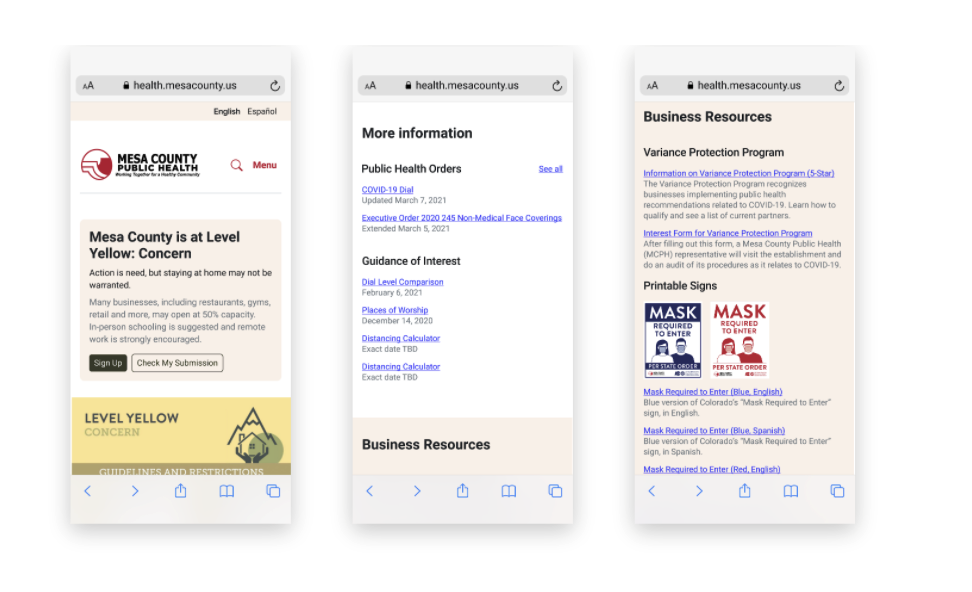 AA health.mesacounty.us
English Español
MESA COUNTY
PUBLIC HEALTH
Working Together for a Healthy Community
Menu
Mesa County is at Level
Yellow: Concern
Action is need, but staying at home may not be
warranted.
Many businesses, including restaurants, gyms,
retail and more, may open at 50% capacity.
In-person schooling is suggested and remote
work is strongly encouraged.
Sign Up Check My Submission
LEVEL YELLOW
CONCERN
GUIDELINES AND RESTRICTIONS
AA health.mesacounty.us
More information
Public Health Orders See all
COVID-19 Dial
Updated March 7, 2021
Executive Order 2020 245 Non-Medical Face Coverings
Extended March 5, 2021
Guidance of Interest
Dial Level Comparison
February 6, 2021
Places of Worship
December 14, 2020
Distancing Calculator
Exact date TBD
Distancing Calculator
Exact date TBD
Business Resources
AA health.mesacounty.us
Business Resources
Variance Protection Program
Information on Variance Protection Program (5-Star)
The Variance Protection Program recognizes
businesses implementing public health
recommendations related to COVID-19. Learn how to
qualify and see a list of current partners.
Interest Form for Variance Protection Program
After filling out this form, a Mesa County Public Health
(MCPH) representative will visit the establishment and
do an audit of its procedures as it relates to COVID-19.
Printable Signs
MASK
REQUIRED
TO ENTER
PER STATE ORDER
MASK
REQUIRED
TO ENTER
PER STATE ORDER
Mask Required to Enter (Blue, English)
Blue version of Colorado's "Mask Required to Enter"
sign, in English.
Mask Required to Enter (Blue, Spanish)
Blue version of Colorado's "Mask Required to Enter"
sign, in Spanish.
Mask Required to Enter (Red, English)